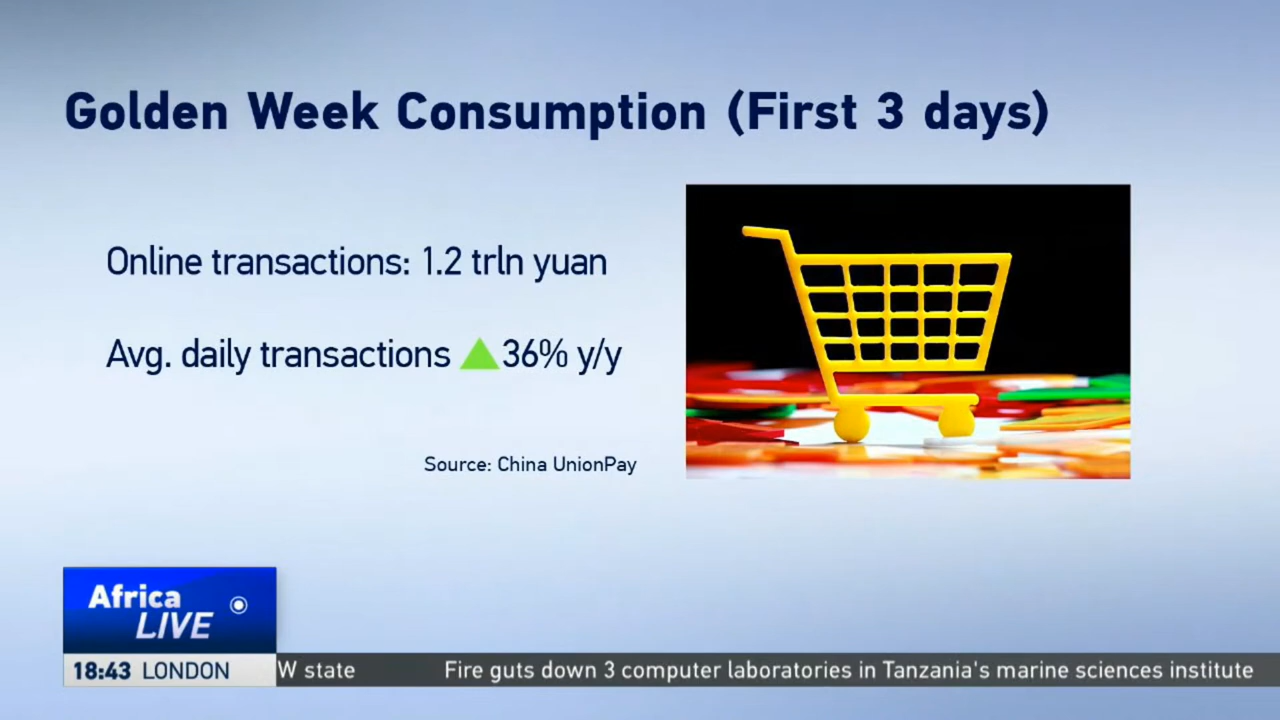 Golden Week Consumption (First 3 days)
Online transactions: 1.2 trln yuan
Avg. daily transactions ▲36% y/y
Source: China UnionPay
Africa
LIVE
18:43 LONDON
W state Fire guts down 3 computer laboratories in Tanzania's marine sciences institute